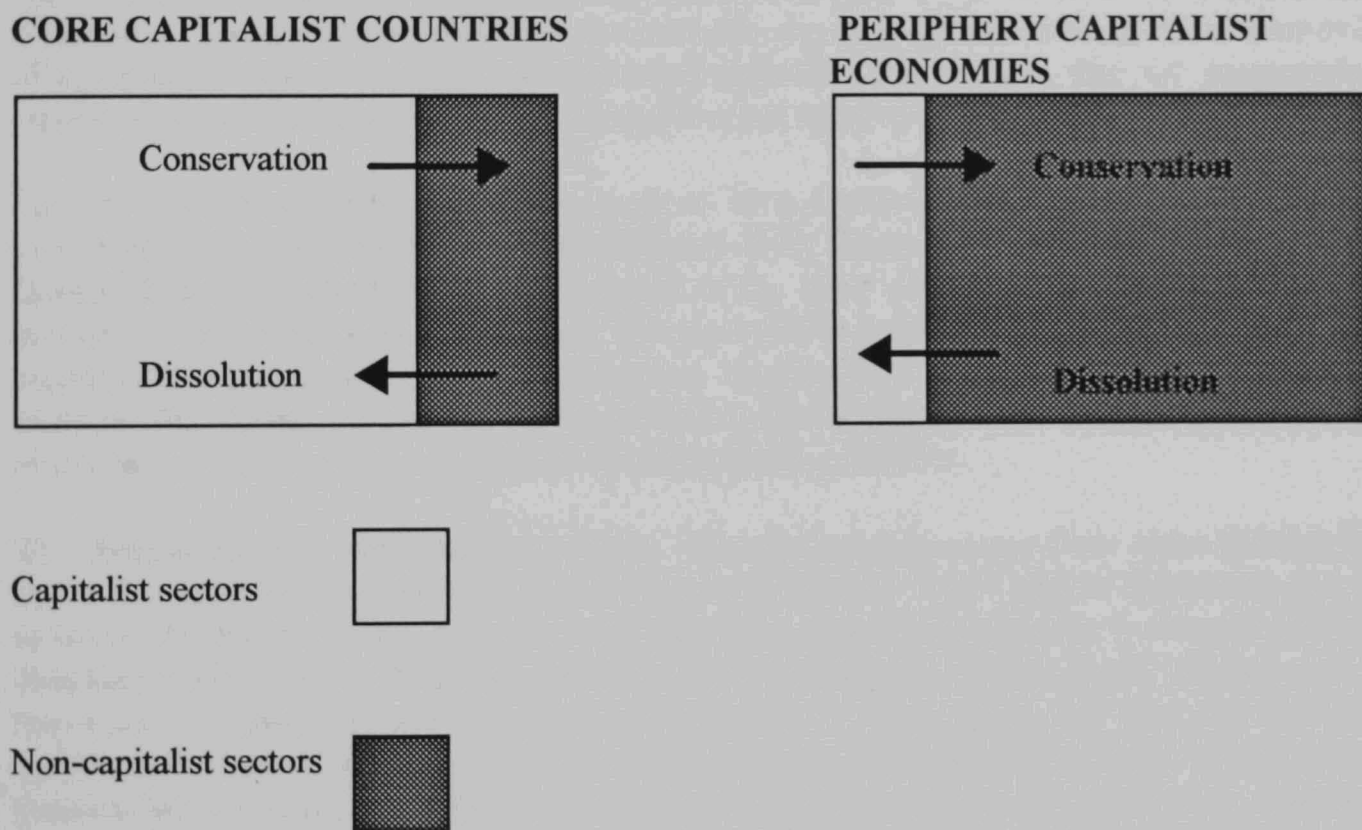 CORE CAPITALIST COUNTRIES
PERIPHERY CAPITALIST
ECONOMIES
Conservation
Dissolution
Conservation
Dissolution
Capitalist sectors
Non-capitalist sectors